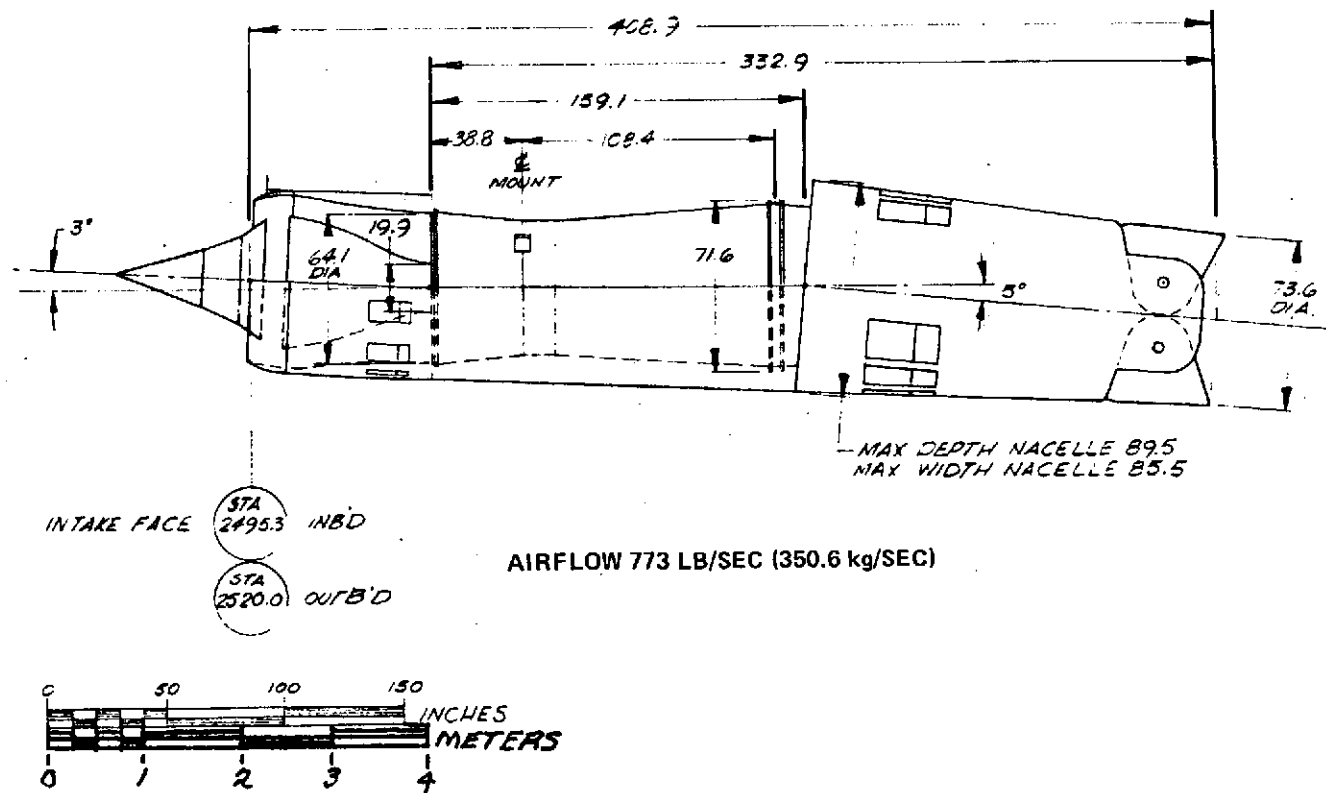 408.9
332.9
159.1
38.8
108.4
℄
MOUNT
3°
19.9
64.1
DIA
71.6
5°
73.6
DIA.
MAX DEPTH NACELLE 89.5
MAX WIDTH NACELLE 85.5
INTAKE FACE
STA
2495.3
INB'D
AIRFLOW 773 LB/SEC (350.6 kg/SEC)
STA
2520.0
OUTB'D
0 50 100 150
INCHES
METERS
0 1 2 3 4